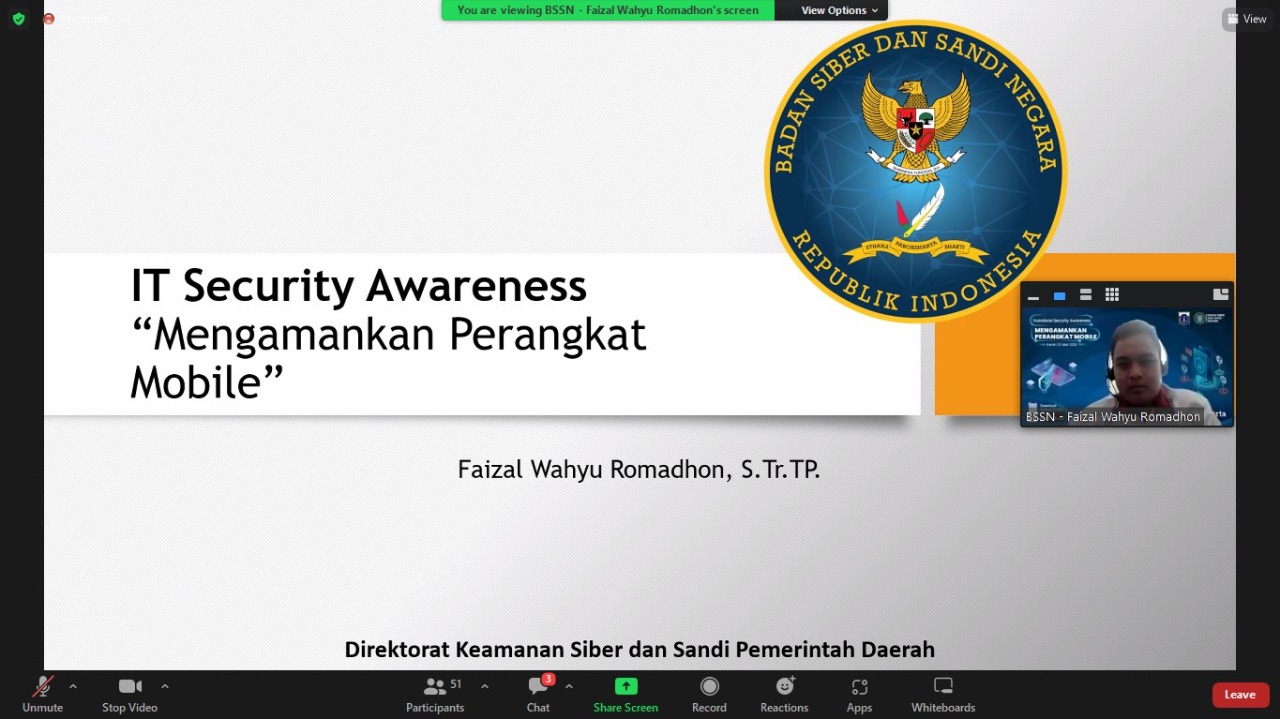 Recording
You are viewing BSSN - Faizal Wahyu Romadhon's screen
View Options
View
BADAN SIBER DAN SANDI NEGARA
REPUBLIK INDONESIA
IT Security Awareness
“Mengamankan Perangkat
Mobile”
MENGAMANKAN
PERANGKAT MOBILE
BSSN - Faizal Wahyu Romadhon
Faizal Wahyu Romadhon, S.Tr.TP.
Direktorat Keamanan Siber dan Sandi Pemerintah Daerah
Unmute
Stop Video
51
Participants
3
Chat
Share Screen
Record
Reactions
Apps
Whiteboards
Leave